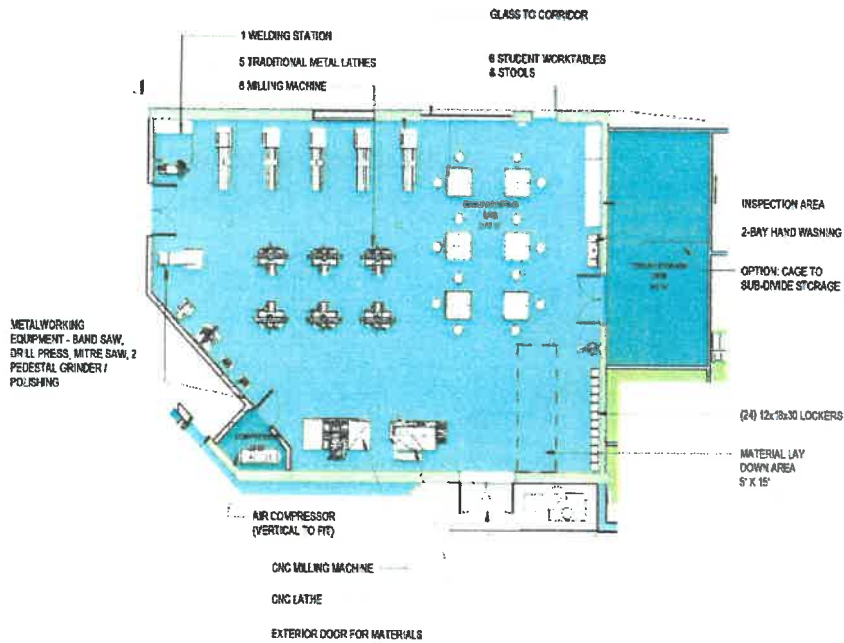 GLASS TO CORRIDOR
1 WELDING STATION
5 TRADITIONAL METAL LATHES
6 MILLING MACHINE
6 STUDENT WORKTABLES
& STOOLS
INSPECTION AREA
2-BAY HAND WASHING
OPTION: CAGE TO
SUB-DIVIDE STORAGE
METALWORKING
EQUIPMENT - BAND SAW,
DRILL PRESS, MITRE SAW, 2
PEDESTAL GRINDER /
POLISHING
(24) 12x18x30 LOCKERS
MATERIAL LAY
DOWN AREA
5' X 15'
AIR COMPRESSOR
(VERTICAL TO FIT)
CNC MILLING MACHINE
CNC LATHE
EXTERIOR DOOR FOR MATERIALS